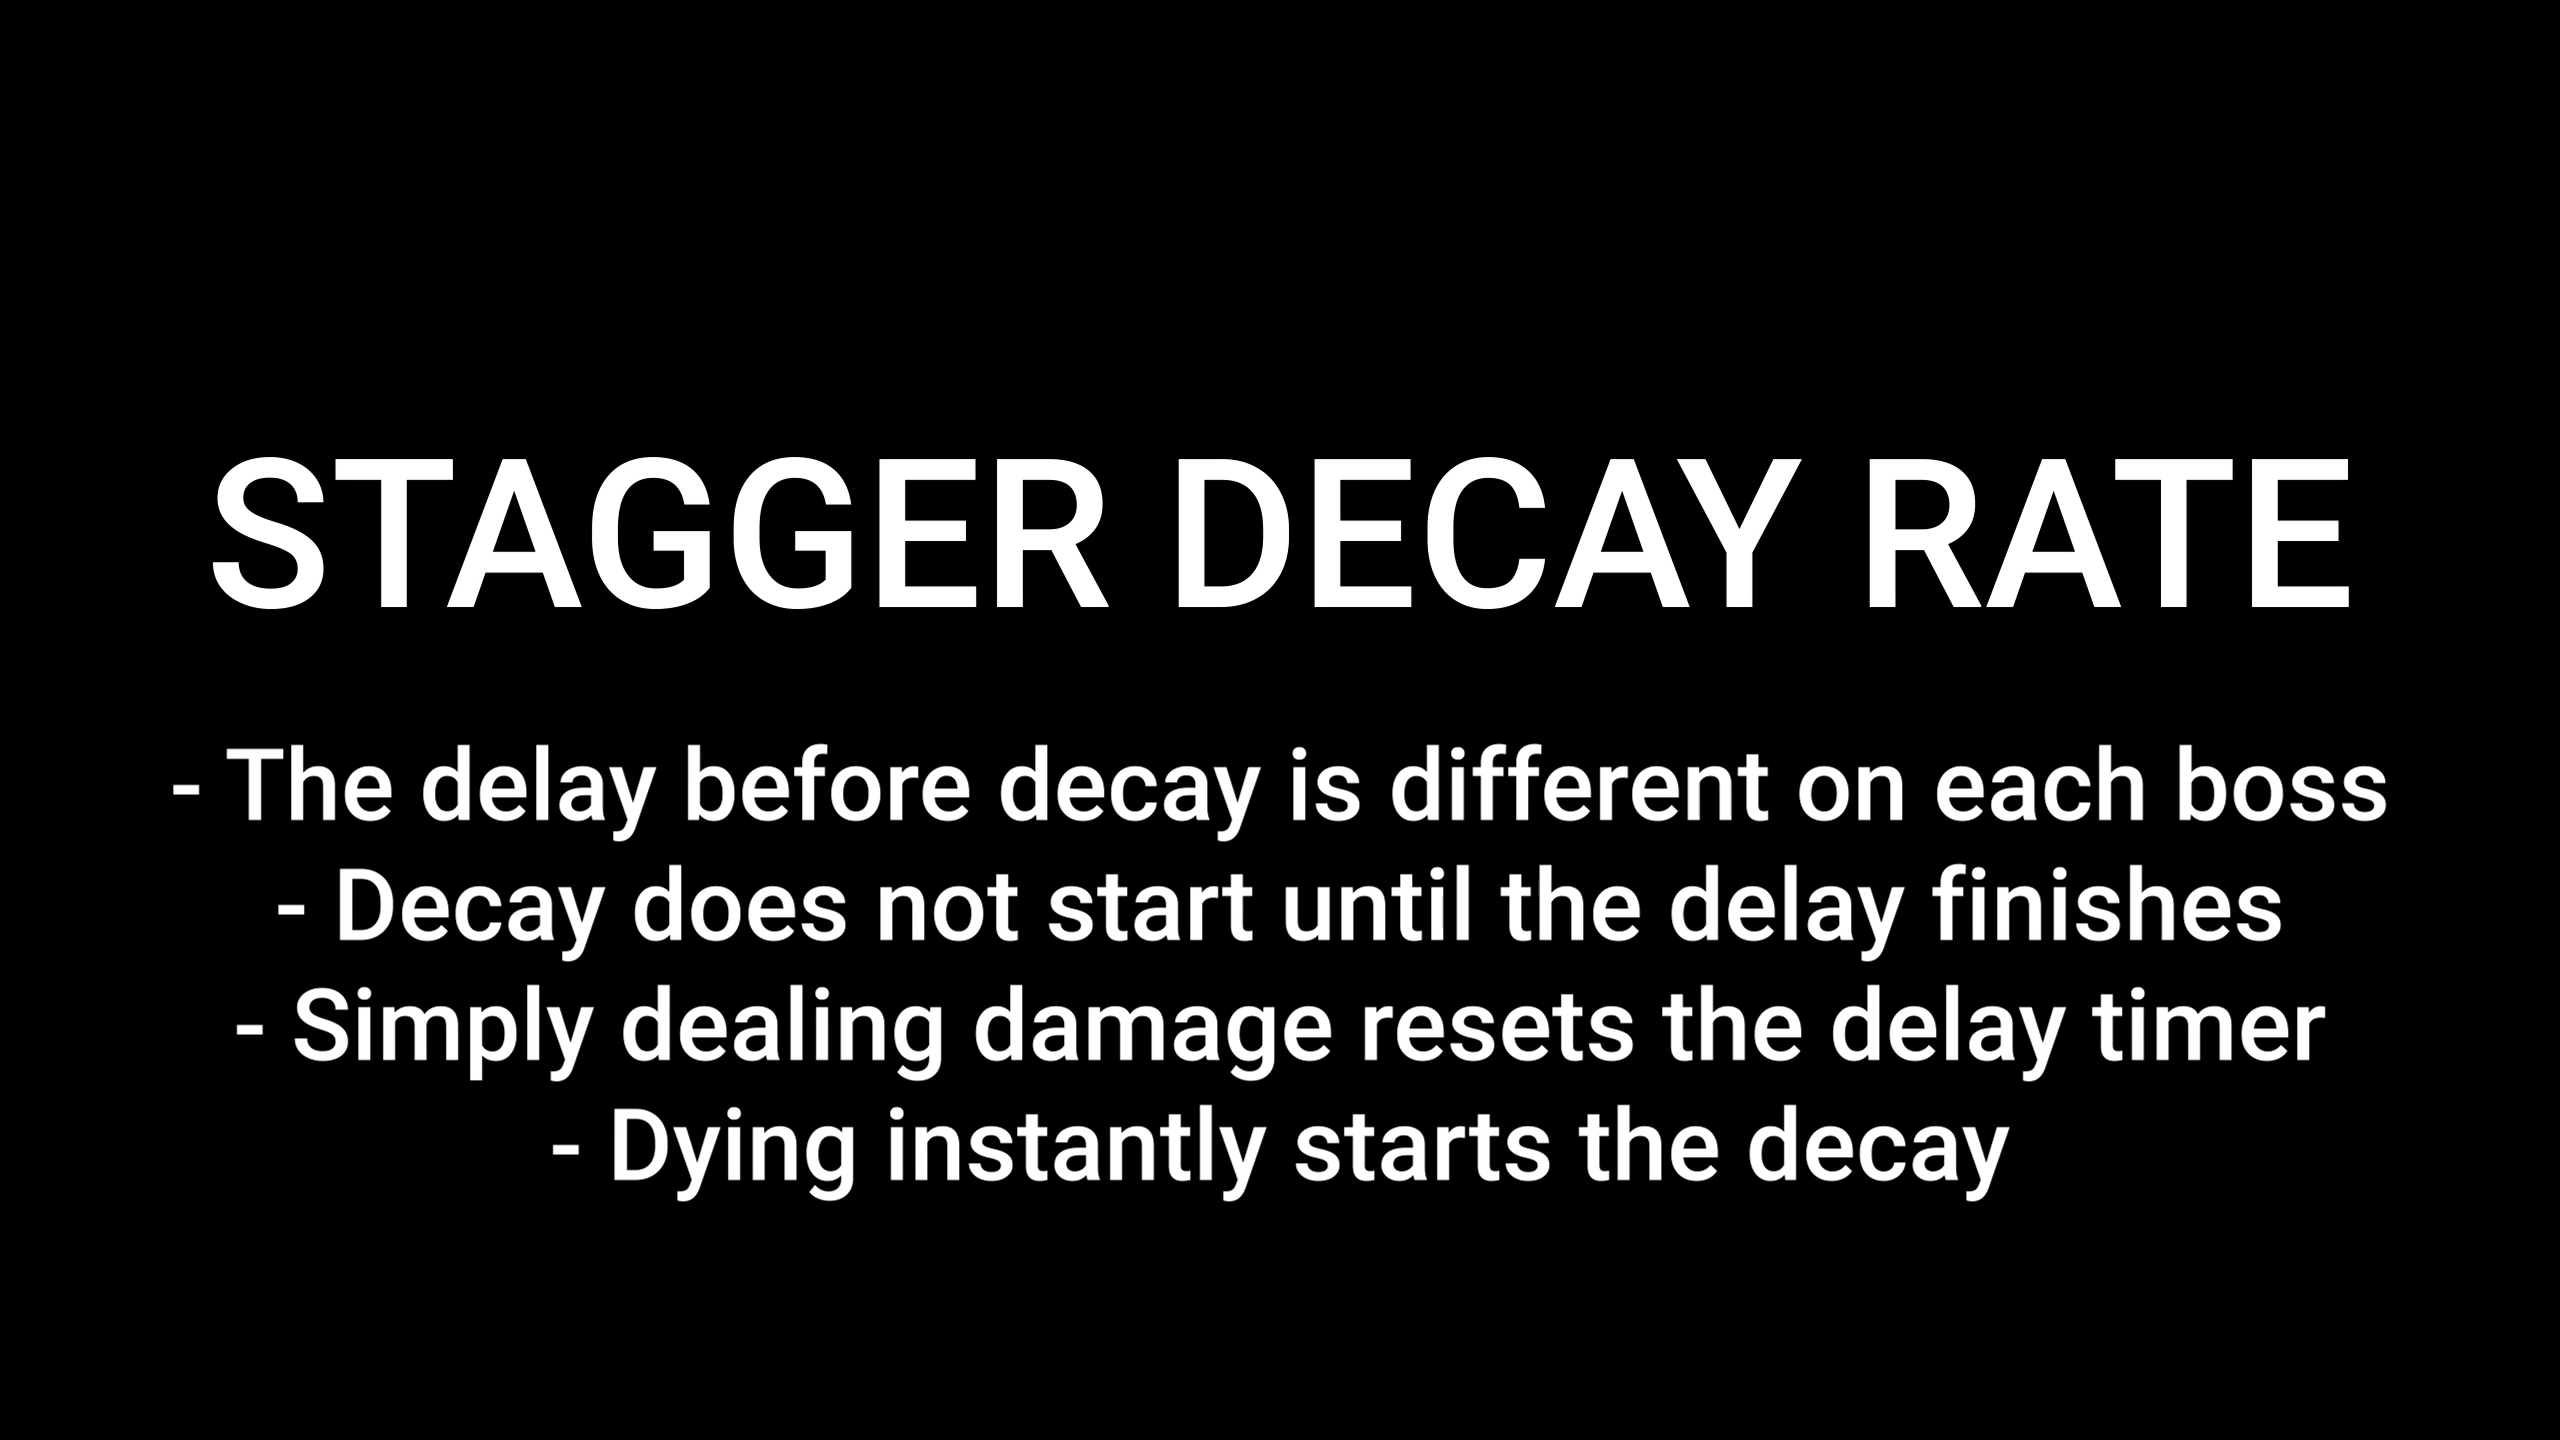 STAGGER DECAY RATE
- The delay before decay is different on each boss
- Decay does not start until the delay finishes
- Simply dealing damage resets the delay timer
- Dying instantly starts the decay